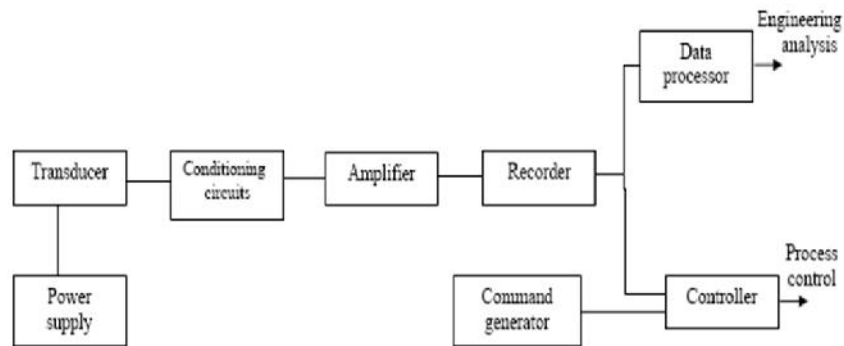 Engineering
analysis
Data
processor
Transducer
Conditioning
circuits
Amplifier
Recorder
Process
control
Power
supply
Command
generator
Controller